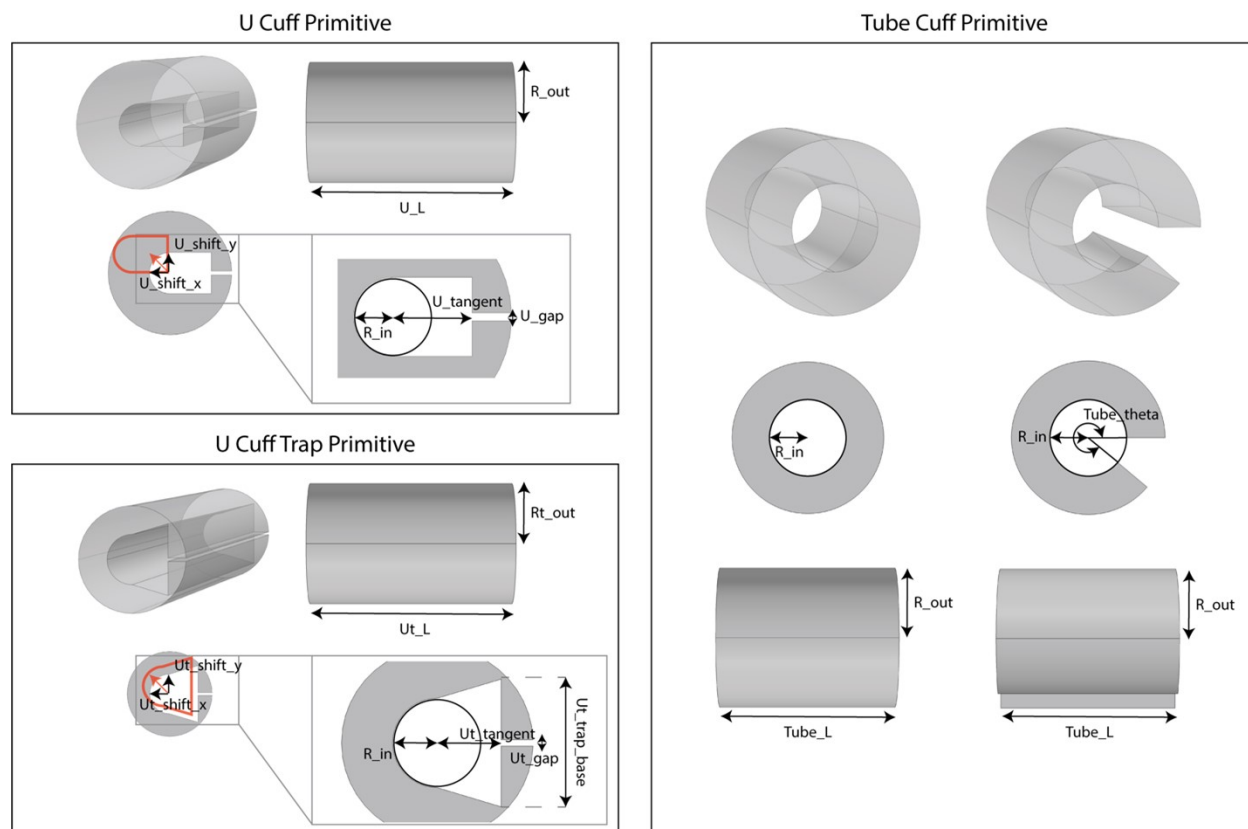 U Cuff Primitive
R_out
U_L
U_shift_y
U_shift_x
U_tangent
R_in
U_gap
U Cuff Trap Primitive
Rt_out
Ut_L
Ut_shift_y
Ut_shift_x
Ut_tangent
R_in
Ut_gap
Ut_trap_base
Tube Cuff Primitive
R_in
Tube_theta
R_in
R_out
Tube_L
R_out
Tube_L